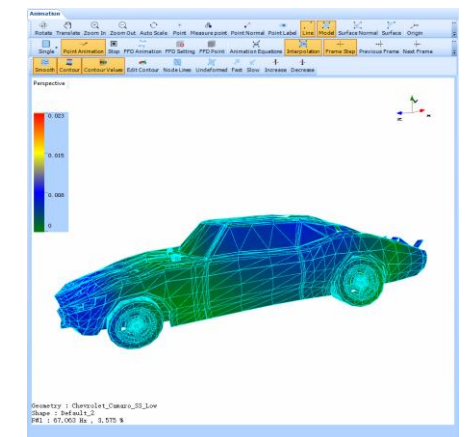 Animation
Rotate Translate Zoom In Zoom Out Auto Scale Point Measure point Point Normal Point Label Line Model Surface Normal Surface Origin
Single Point Animation Stop FFD Animation FFD Setting FFD Point Animation Equations Interpolation Frame Step Previous Frame Next Frame
Smooth Contour Contour Values Edit Contour Node Lines Undeformed Fast Slow Increase Decrease
Perspective
0.023
0.015
0.008
0
Geometry : Chevrolet_Camaro_SS_Low
Shape : Default_2
67.063 Hz , 3.575 %